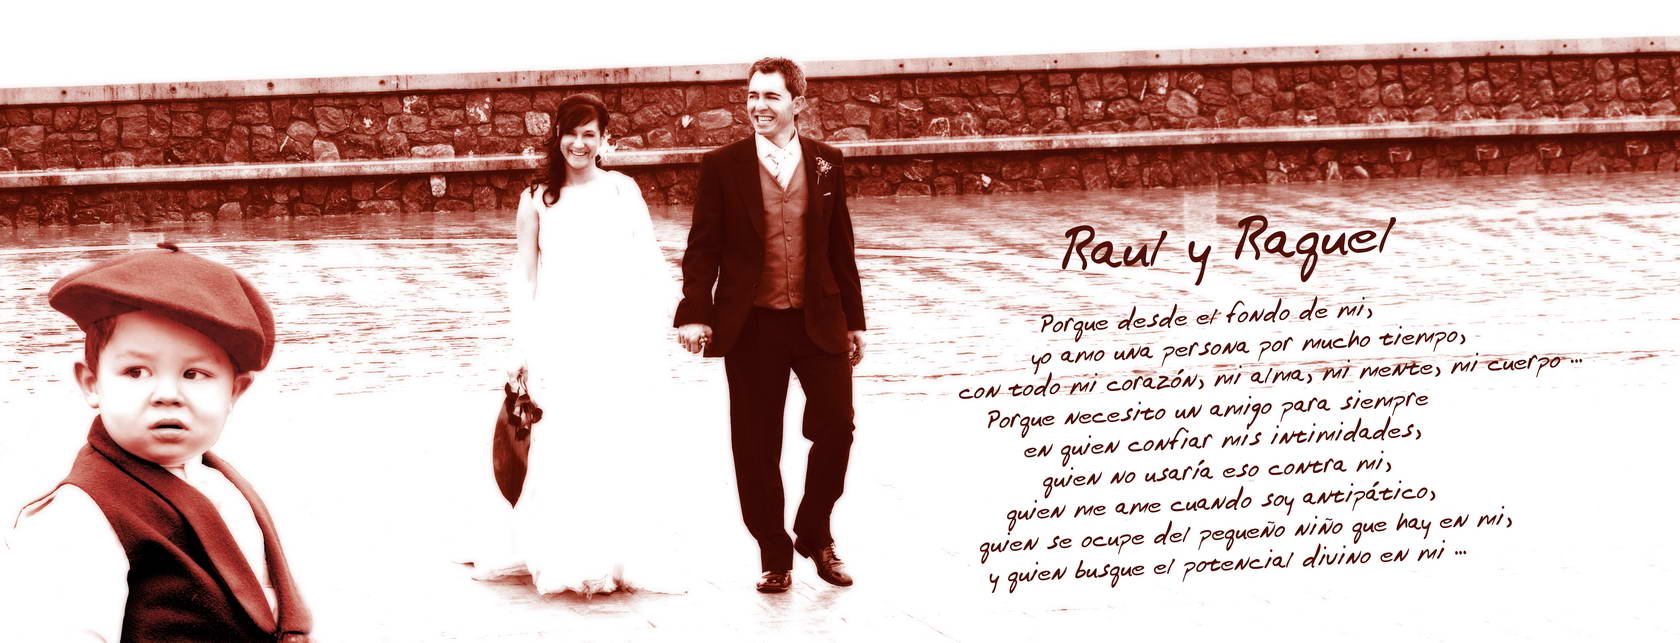 Raul y Raquel
Porque desde el fondo de mi,
yo amo una persona por mucho tiempo,
con todo mi corazón, mi alma, mi mente, mi cuerpo ...
Porque necesito un amigo para siempre
en quien confiar mis intimidades,
quien no usaría eso contra mi,
quien me ame cuando soy antipático,
quien se ocupe del pequeño niño que hay en mi,
y quien busque el potencial divino en mi ...